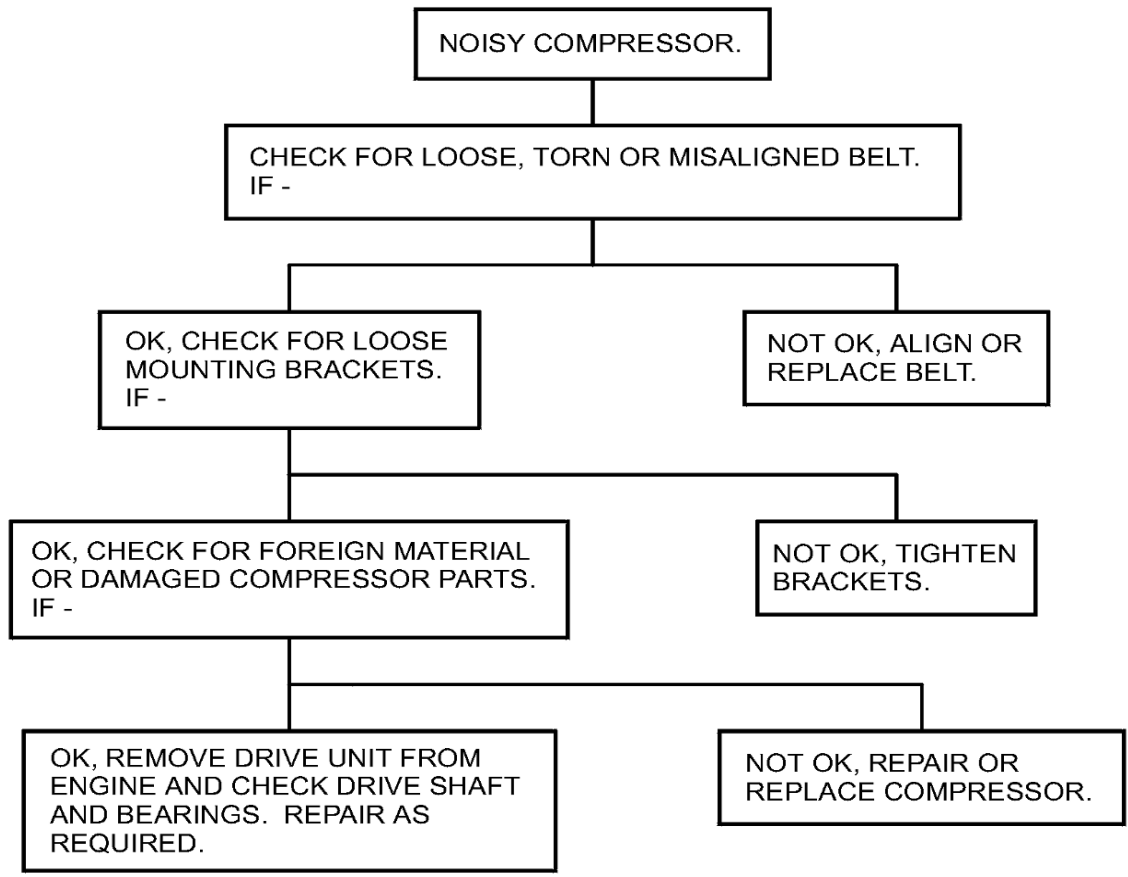 NOISY COMPRESSOR.
CHECK FOR LOOSE, TORN OR MISALIGNED BELT.
IF -
OK, CHECK FOR LOOSE
MOUNTING BRACKETS.
IF -
NOT OK, ALIGN OR
REPLACE BELT.
OK, CHECK FOR FOREIGN MATERIAL
OR DAMAGED COMPRESSOR PARTS.
IF -
NOT OK, TIGHTEN
BRACKETS.
OK, REMOVE DRIVE UNIT FROM
ENGINE AND CHECK DRIVE SHAFT
AND BEARINGS.  REPAIR AS
REQUIRED.
NOT OK, REPAIR OR
REPLACE COMPRESSOR.